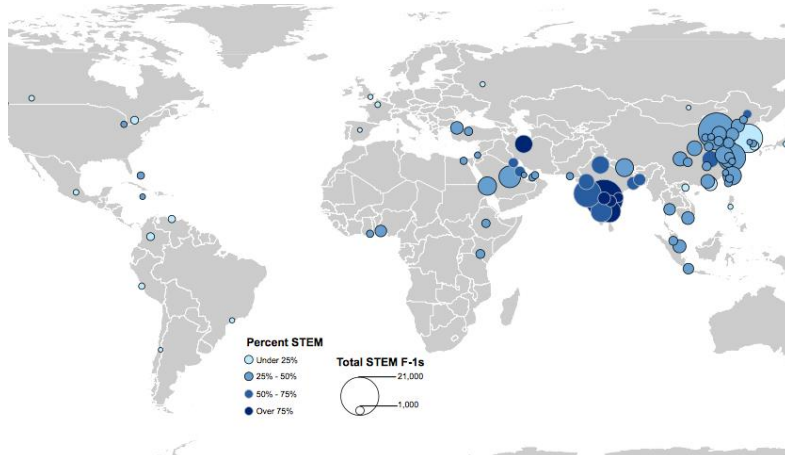 Percent STEM
Under 25%
25% - 50%
50% - 75%
Over 75%
Total STEM F-1s
21,000
1,000